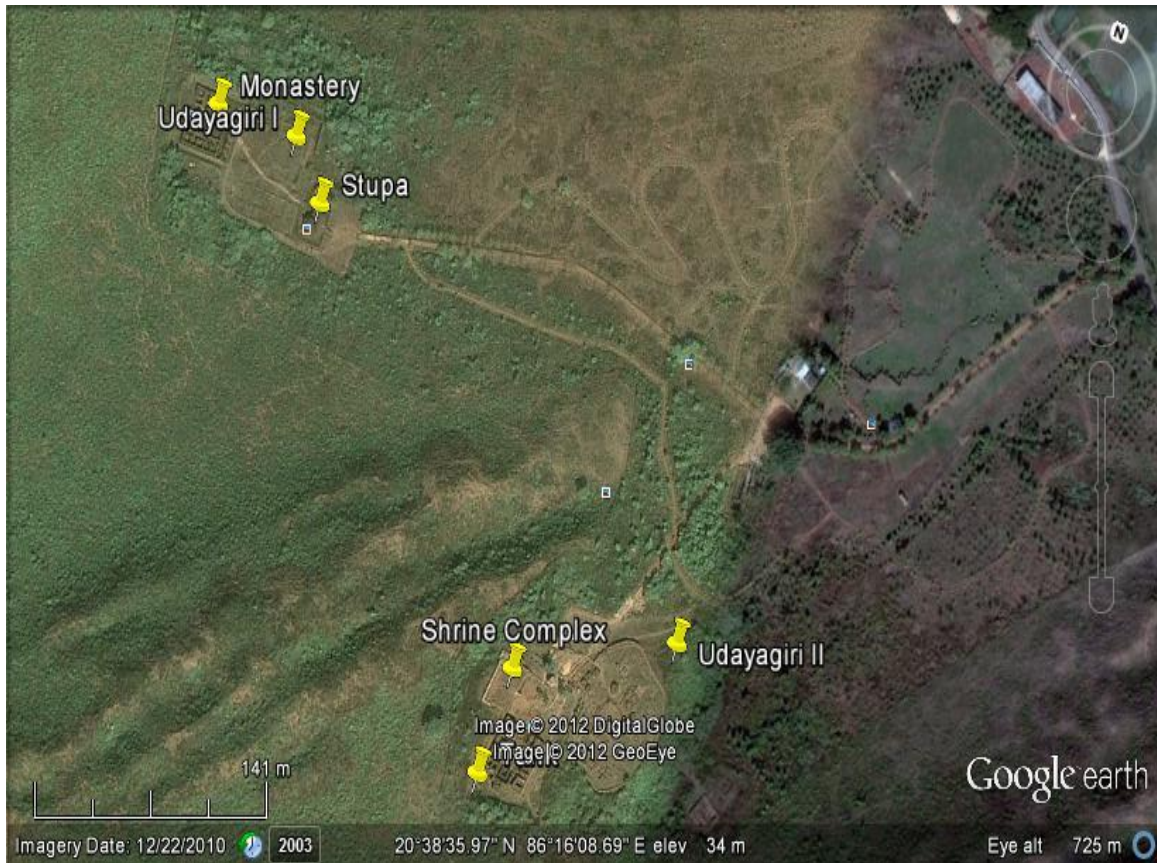 N
Monastery
Udayagiri I
Stupa
Shrine Complex
Udayagiri II
Image © 2012 DigitalGlobe
Image © 2012 GeoEye
141 m
Google earth
Imagery Date: 12/22/2010 2003 20°38'35.97" N 86°16'08.69" E elev 34 m Eye alt 725 m